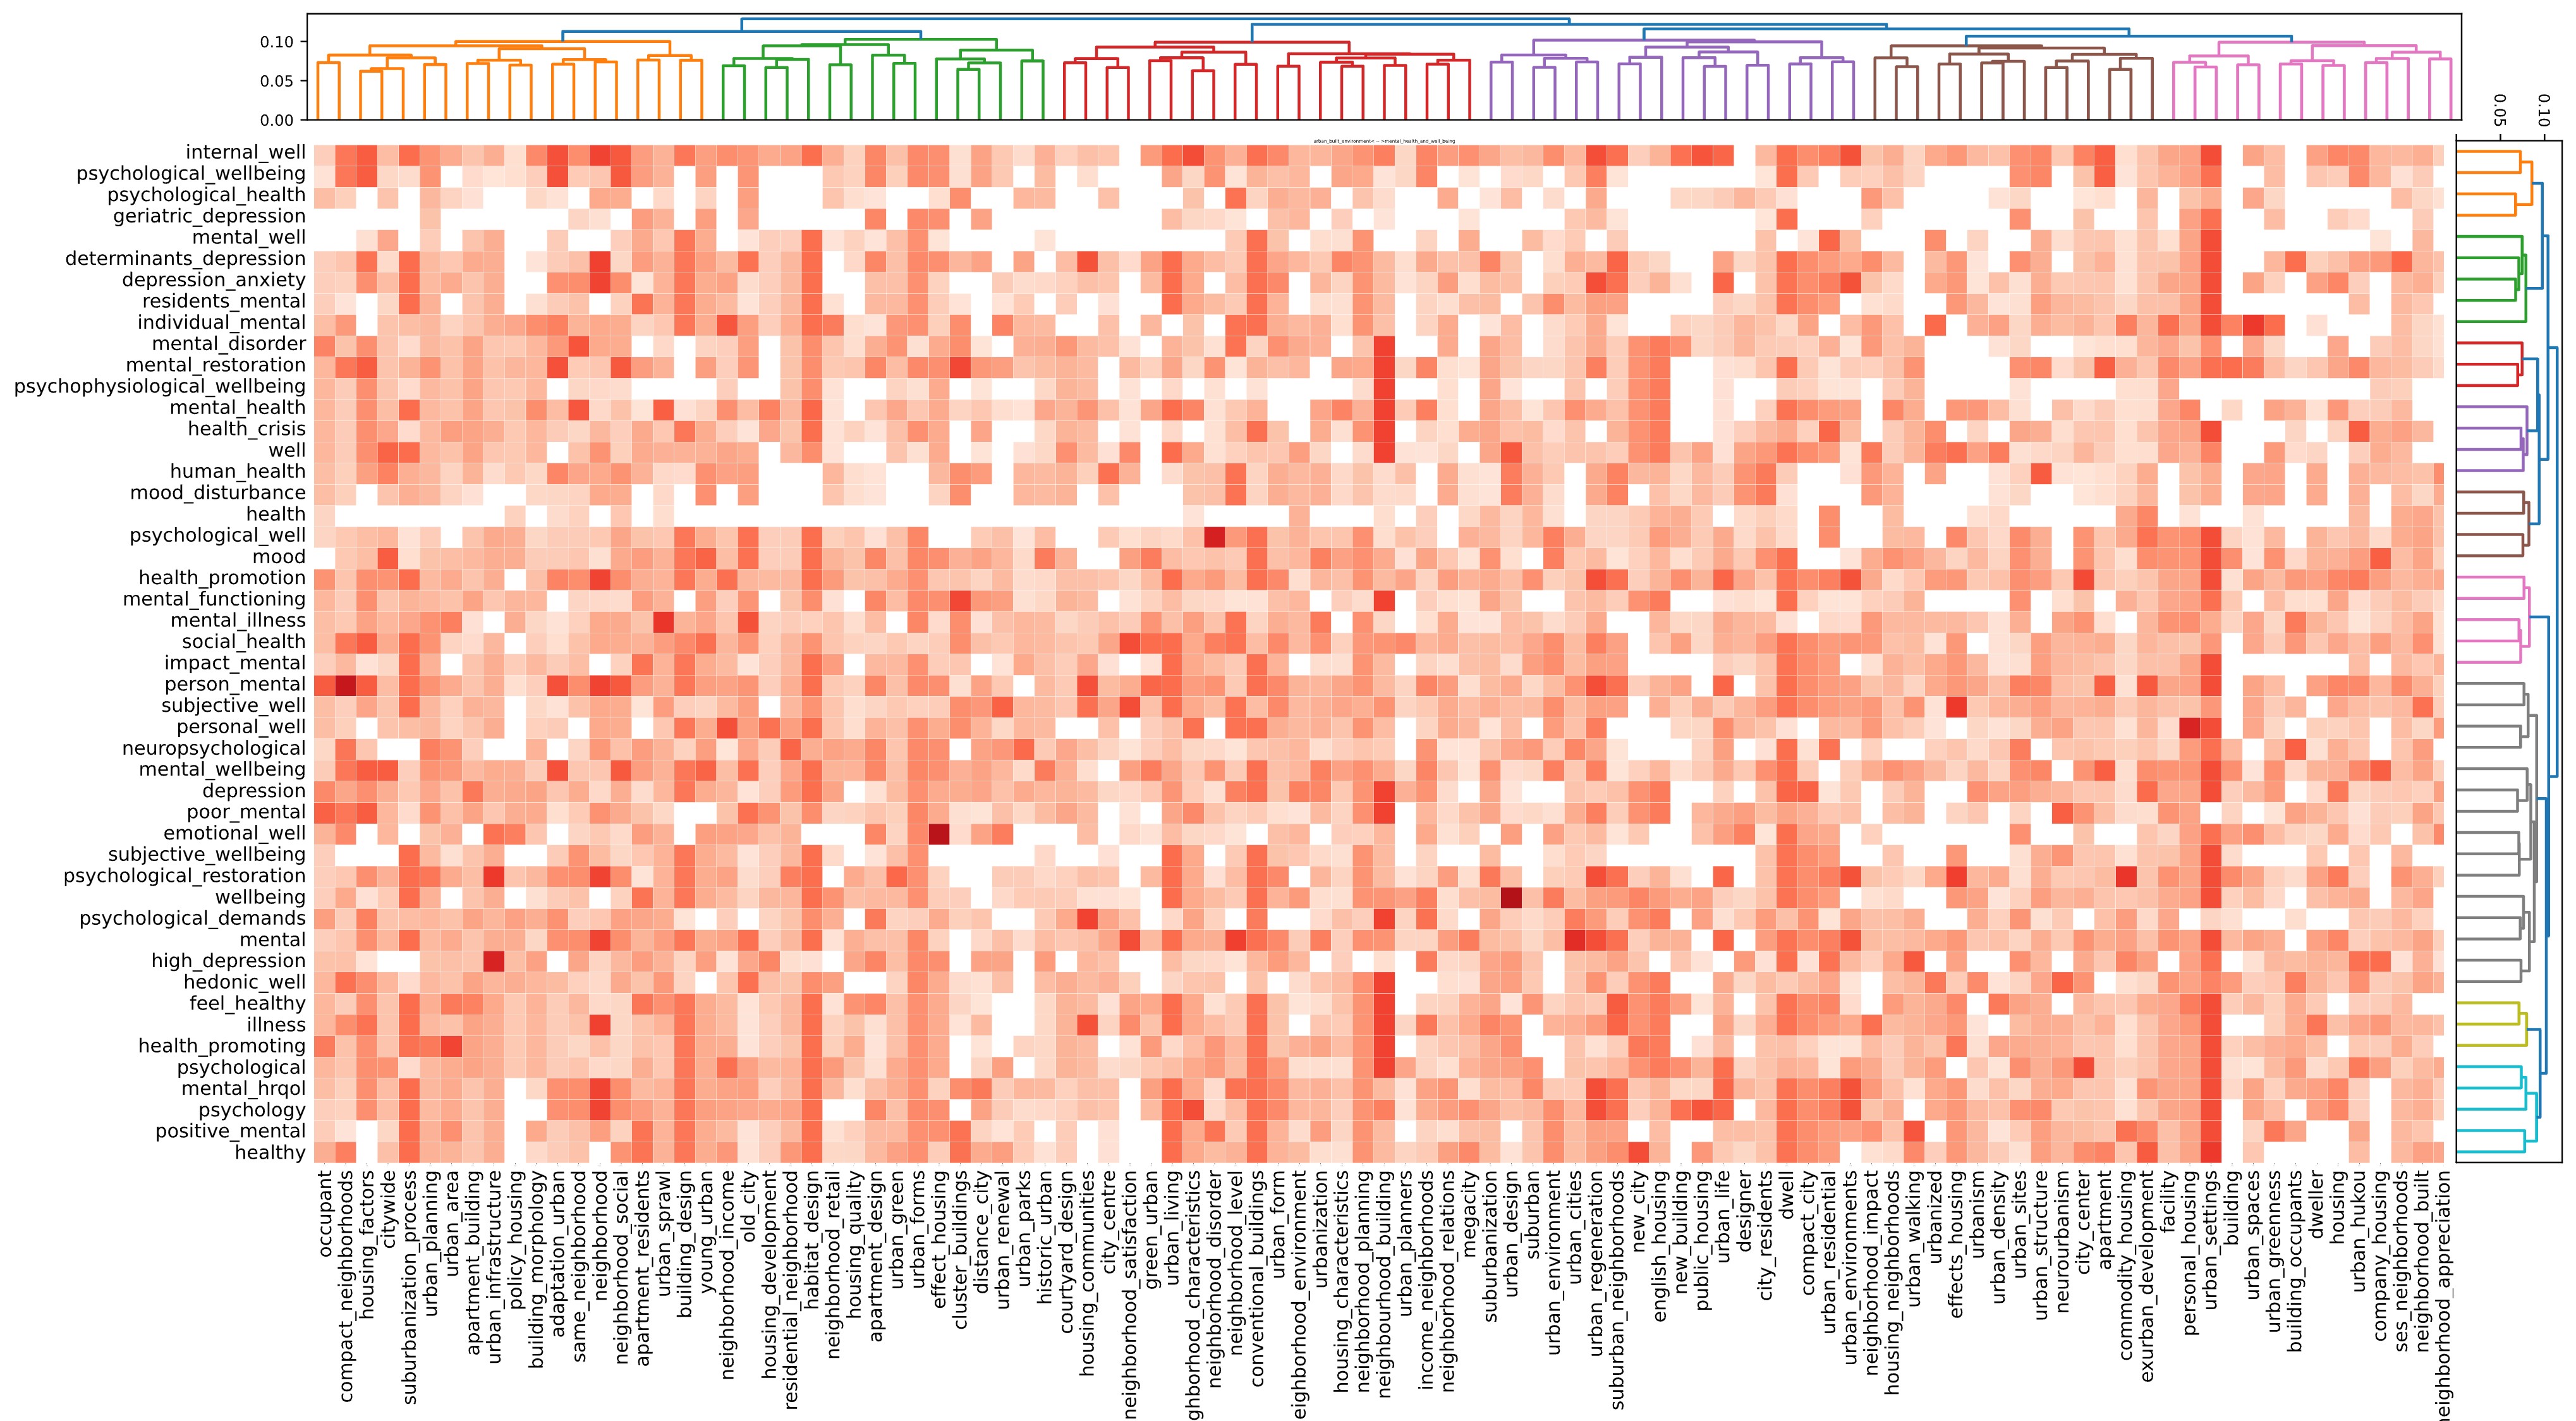 0.10
0.05
0.00
0.05
0.10
urban_built_environment< - >mental_health_and_well_being
internal_well
psychological_wellbeing
psychological_health
geriatric_depression
mental_well
determinants_depression
depression_anxiety
residents_mental
individual_mental
mental_disorder
mental_restoration
psychophysiological_wellbeing
mental_health
health_crisis
well
human_health
mood_disturbance
health
psychological_well
mood
health_promotion
mental_functioning
mental_illness
social_health
impact_mental
person_mental
subjective_well
personal_well
neuropsychological
mental_wellbeing
depression
poor_mental
emotional_well
subjective_wellbeing
psychological_restoration
wellbeing
psychological_demands
mental
high_depression
hedonic_well
feel_healthy
illness
health_promoting
psychological
mental_hrqol
psychology
positive_mental
healthy
occupant
compact_neighborhoods
housing_factors
citywide
suburbanization_process
urban_planning
urban_area
apartment_building
urban_infrastructure
policy_housing
building_morphology
adaptation_urban
same_neighborhood
neighborhood
neighborhood_social
apartment_residents
urban_sprawl
building_design
young_urban
neighborhood_income
old_city
housing_development
residential_neighborhood
habitat_design
neighborhood_retail
housing_quality
apartment_design
urban_green
urban_forms
effect_housing
cluster_buildings
distance_city
urban_renewal
urban_parks
historic_urban
courtyard_design
housing_communities
city_centre
neighborhood_satisfaction
green_urban
urban_living
ghborhood_characteristics
neighborhood_disorder
neighborhood_level
conventional_buildings
urban_form
eighborhood_environment
urbanization
housing_characteristics
neighborhood_planning
neighbourhood_building
urban_planners
income_neighborhoods
neighborhood_relations
megacity
suburbanization
urban_design
suburban
urban_environment
urban_cities
urban_regeneration
suburban_neighborhoods
new_city
english_housing
new_building
public_housing
urban_life
designer
city_residents
dwell
compact_city
urban_residential
urban_environments
neighborhood_impact
housing_neighborhoods
urban_walking
urbanized
effects_housing
urbanism
urban_density
urban_sites
urban_structure
neurourbanism
city_center
apartment
commodity_housing
exurban_development
facility
personal_housing
urban_settings
building
urban_spaces
urban_greenness
building_occupants
dweller
housing
urban_hukou
company_housing
ses_neighborhoods
neighborhood_built
neighborhood_appreciation